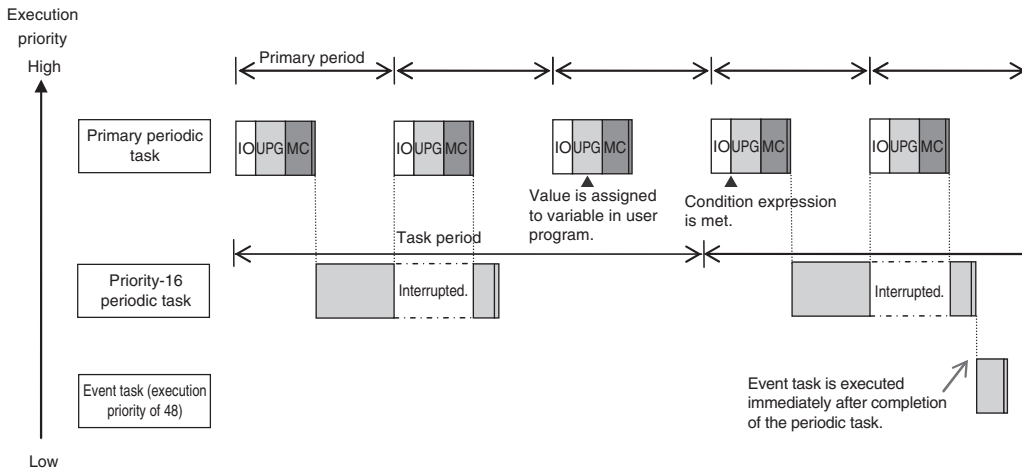 Execution
priority
High
Primary period
Primary periodic
task
IO UPG MC
IO UPG MC
IO UPG MC
IO UPG MC
IO UPG MC
Value is assigned
to variable in user
program.
Condition expression
is met.
Task period
Priority-16
periodic task
Interrupted.
Interrupted.
Event task (execution
priority of 48)
Event task is executed
immediately after completion
of the periodic task.
Low